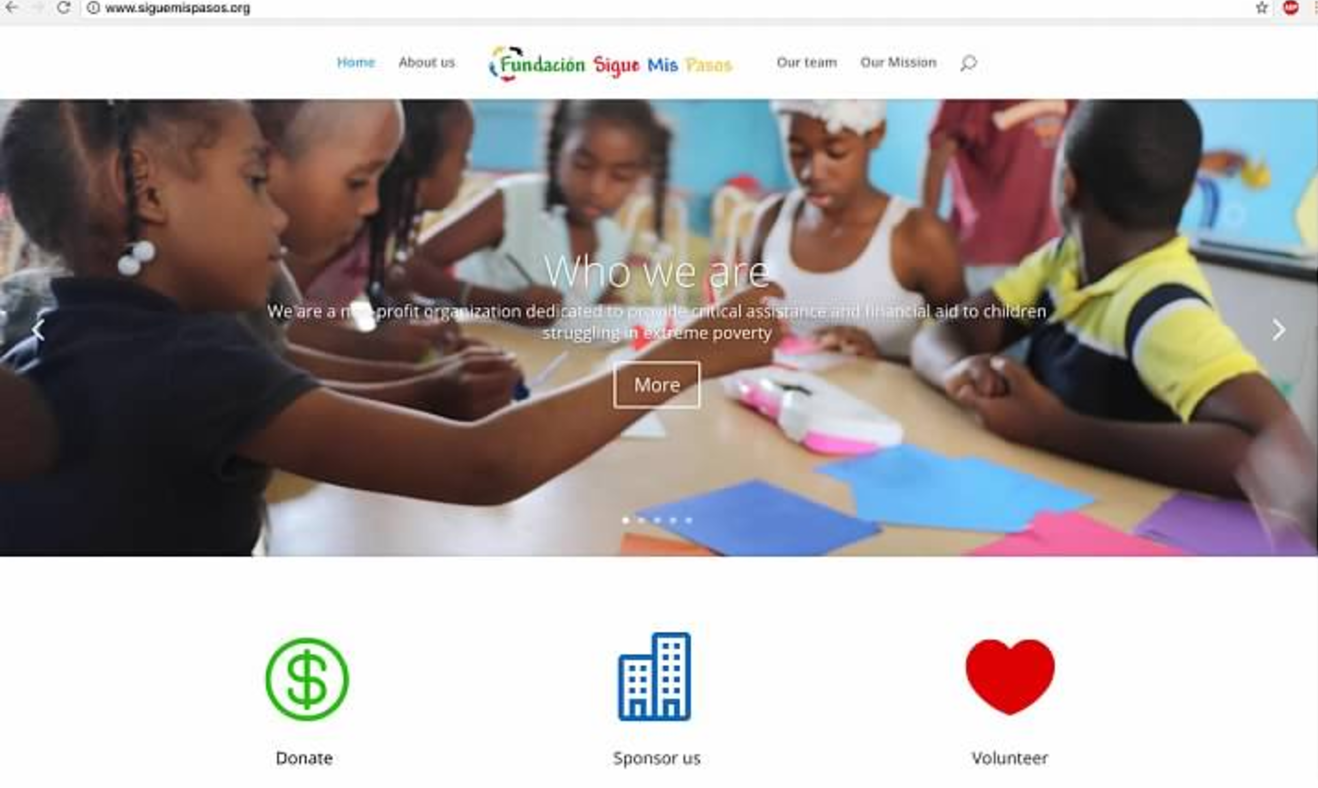 www.siguemispasos.org
Home About us Fundación Sigue Mis Pasos Our team Our Mission
Who we are
We are a non-profit organization dedicated to provide critical assistance and financial aid to children
struggling in extreme poverty
More
Donate Sponsor us Volunteer